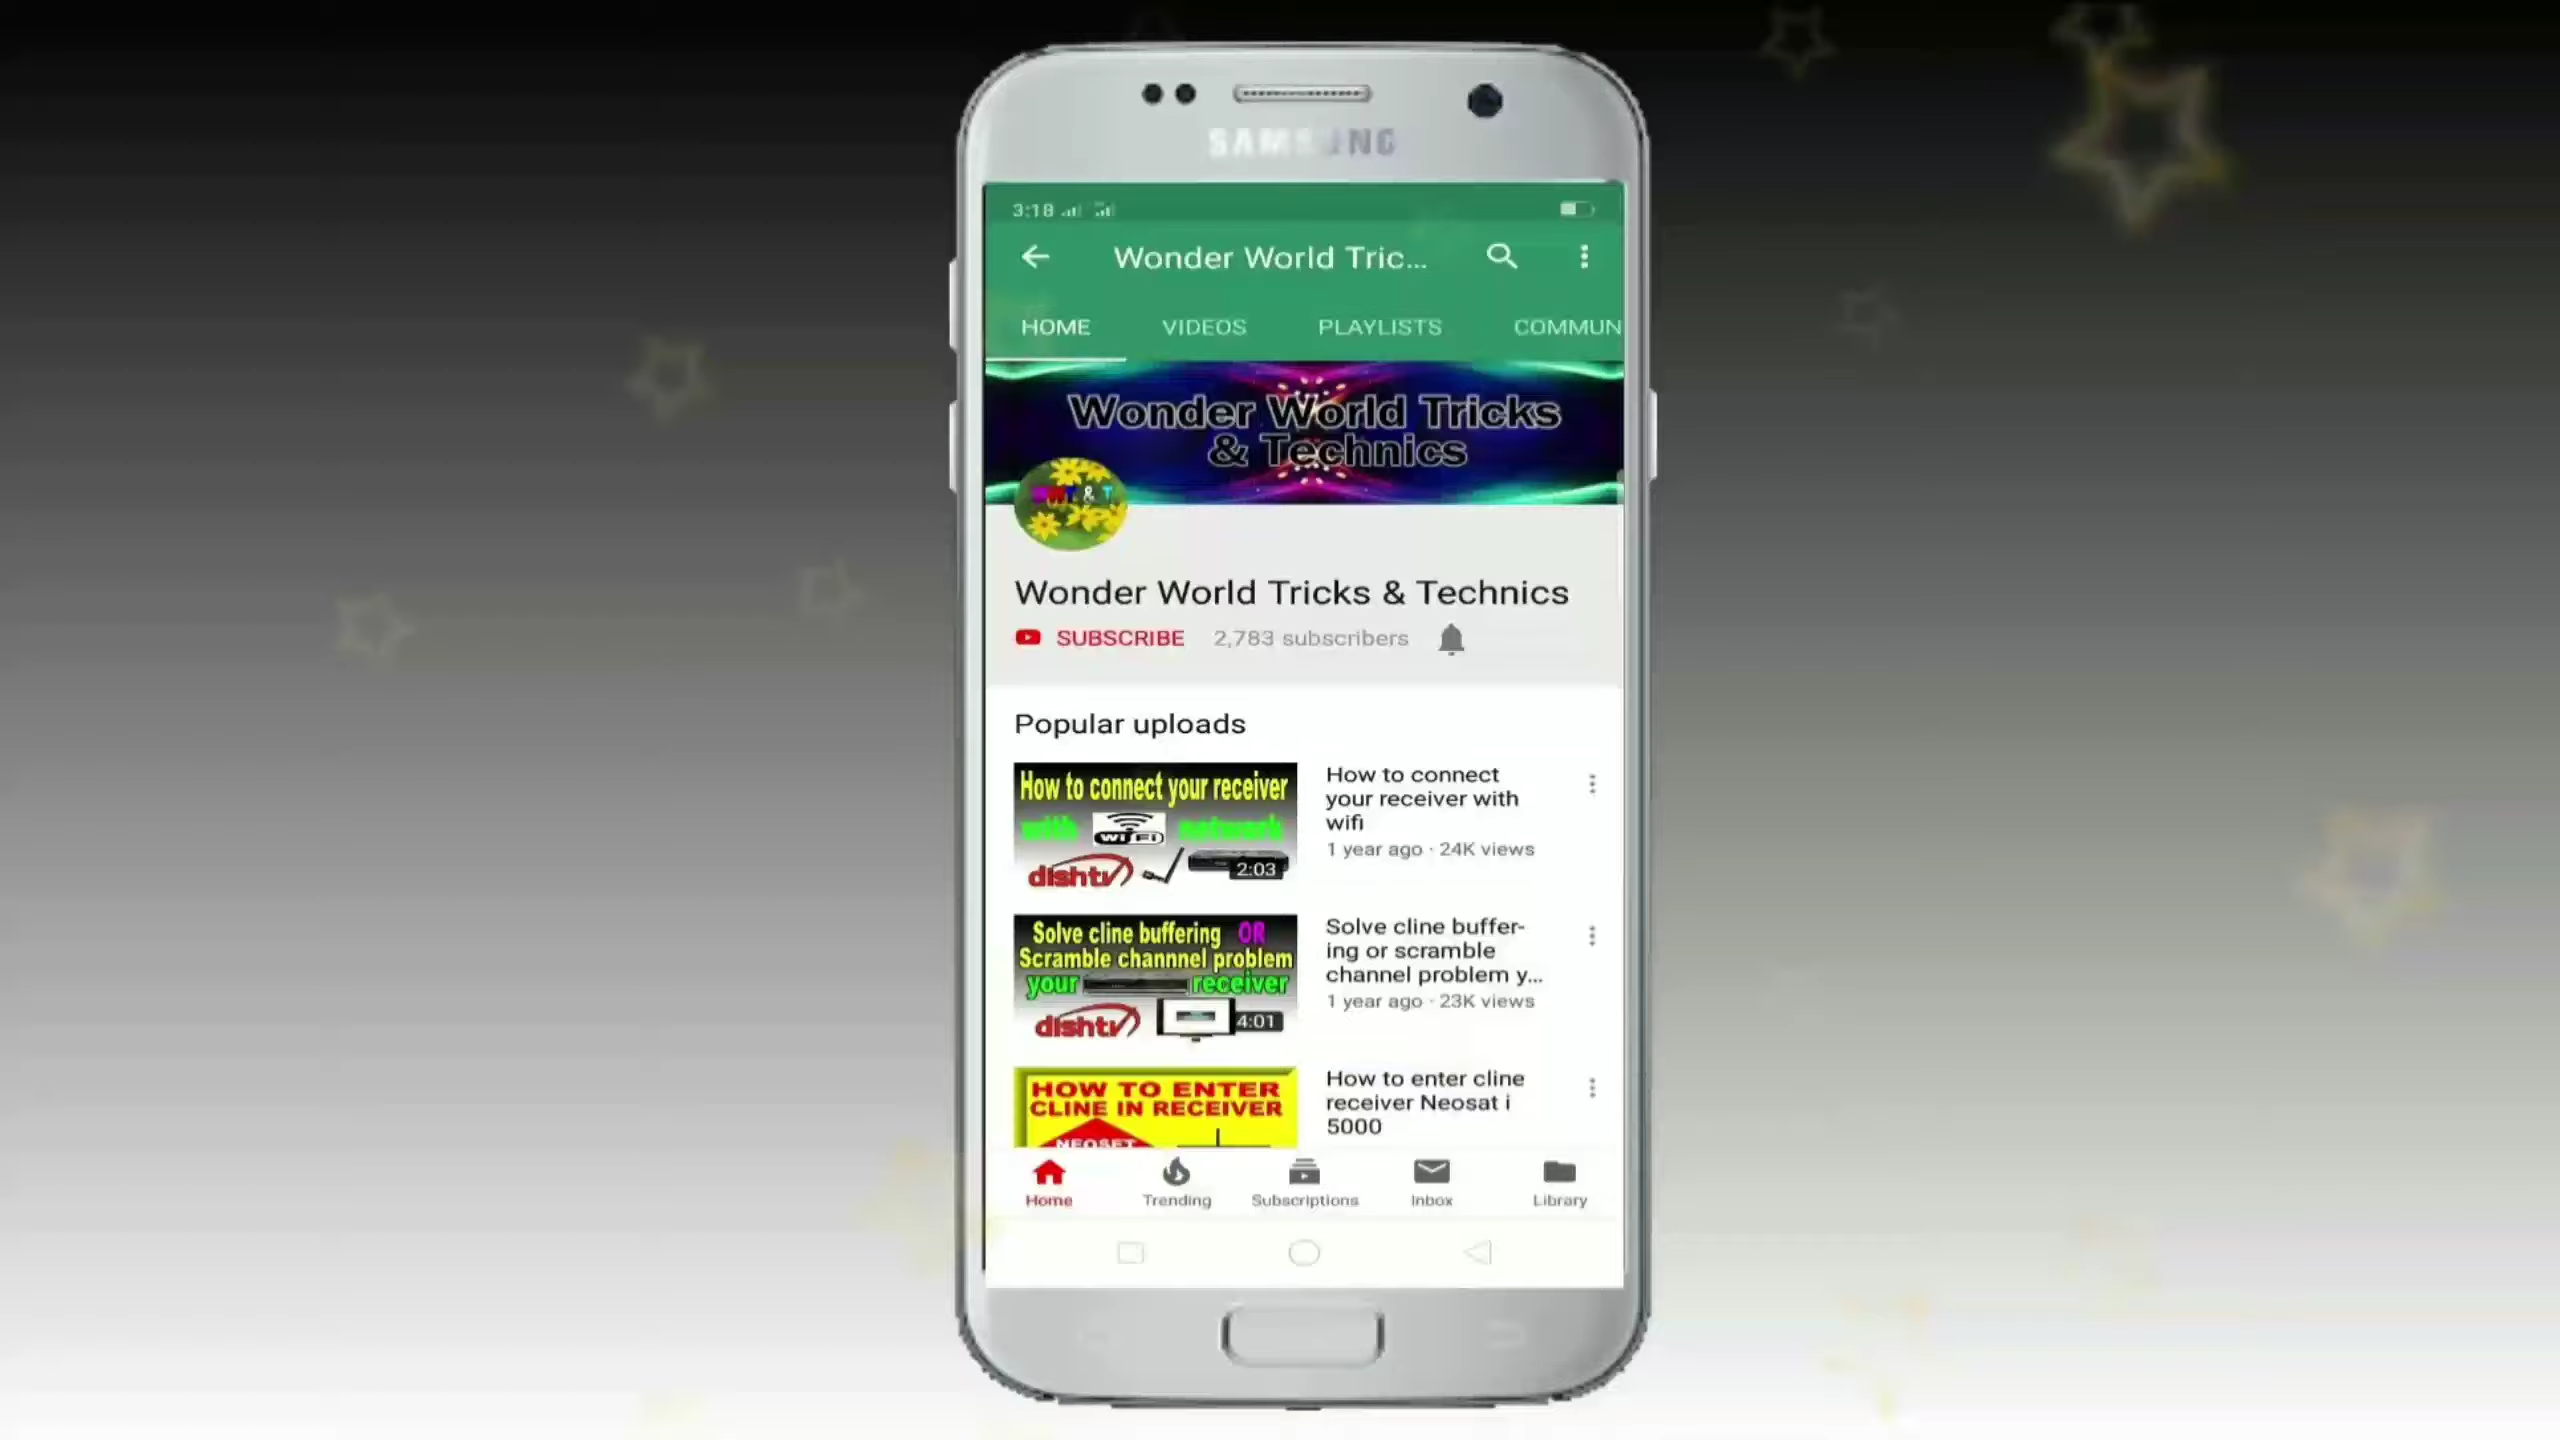 SAMSUNG
3:18
Wonder World Tric...
HOME VIDEOS PLAYLISTS COMMUN
Wonder World Tricks
& Technics
& T
Wonder World Tricks & Technics
SUBSCRIBE 2,783 subscribers
Popular uploads
How to connect your receiver
with WiFi network
dishtv
2:03
How to connect
your receiver with
wifi
1 year ago · 24K views
Solve cline buffering OR
Scramble channnel problem
your receiver
dishtv
4:01
Solve cline buffer-
ing or scramble
channel problem y...
1 year ago · 23K views
HOW TO ENTER
CLINE IN RECEIVER
NEOSET
How to enter cline
receiver Neosat i
5000
Home Trending Subscriptions Inbox Library